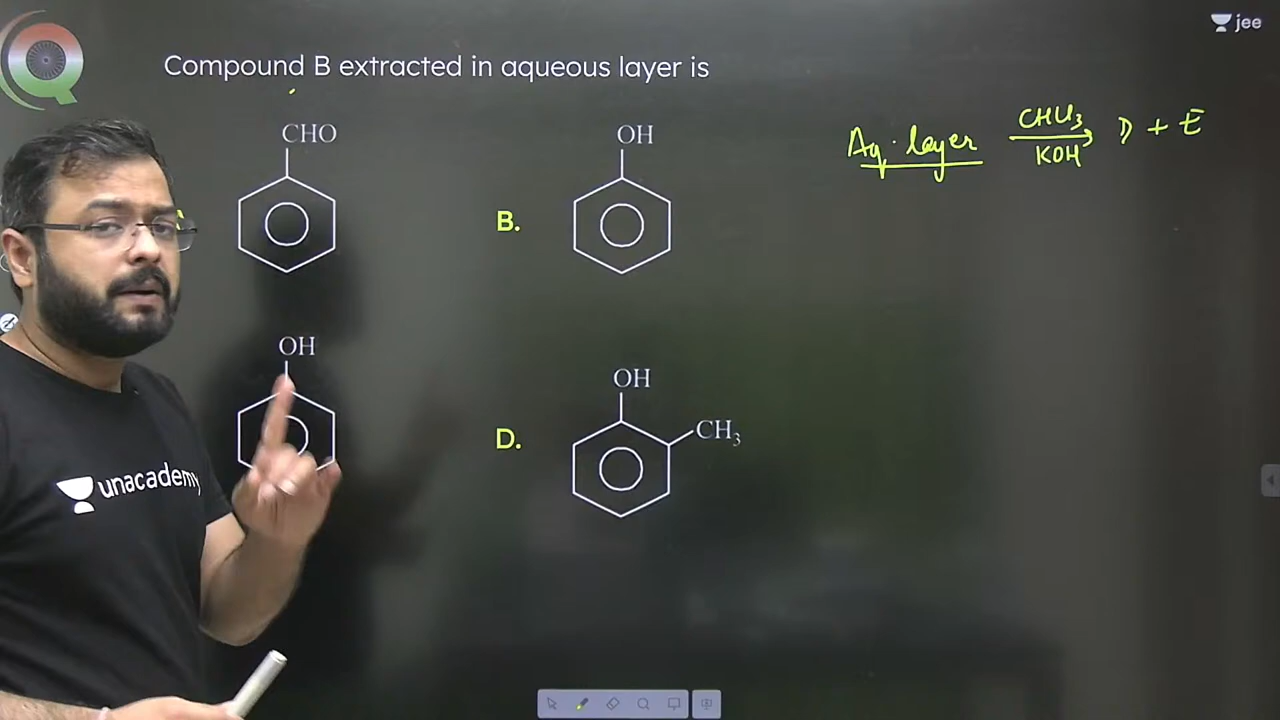 jee
Compound B extracted in aqueous layer is
CHO
OH
B.
Aq. layer CHCl3 KOH D + E
OH
OH
D.
CH3
unacademy